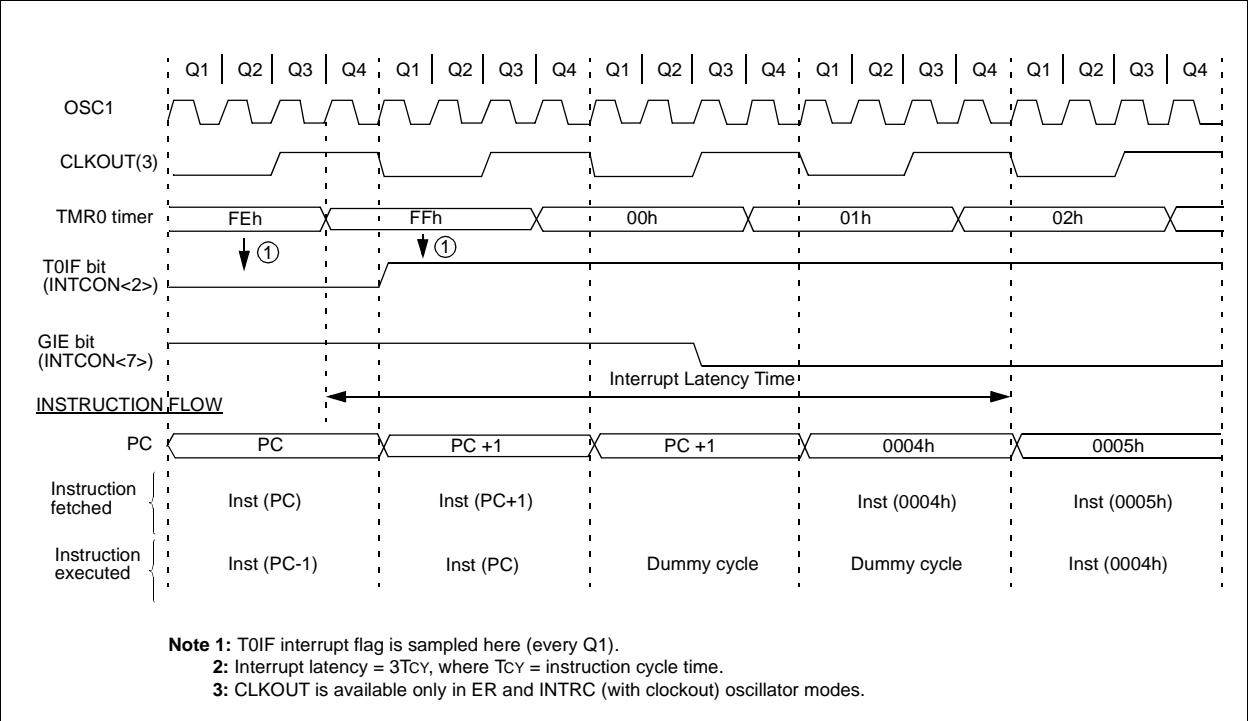 Q1 Q2 Q3 Q4 Q1 Q2 Q3 Q4 Q1 Q2 Q3 Q4 Q1 Q2 Q3 Q4 Q1 Q2 Q3 Q4
OSC1
CLKOUT(3)
TMR0 timer FEh FFh 00h 01h 02h
1 1
T0IF bit
(INTCON<2>)
GIE bit
(INTCON<7>)
Interrupt Latency Time
INSTRUCTION FLOW
PC PC PC +1 PC +1 0004h 0005h
Instruction
fetched
Inst (PC) Inst (PC+1) Inst (0004h) Inst (0005h)
Instruction
executed
Inst (PC-1) Inst (PC) Dummy cycle Dummy cycle Inst (0004h)
Note 1: T0IF interrupt flag is sampled here (every Q1).
2: Interrupt latency = 3TCY, where TCY = instruction cycle time.
3: CLKOUT is available only in ER and INTRC (with clockout) oscillator modes.